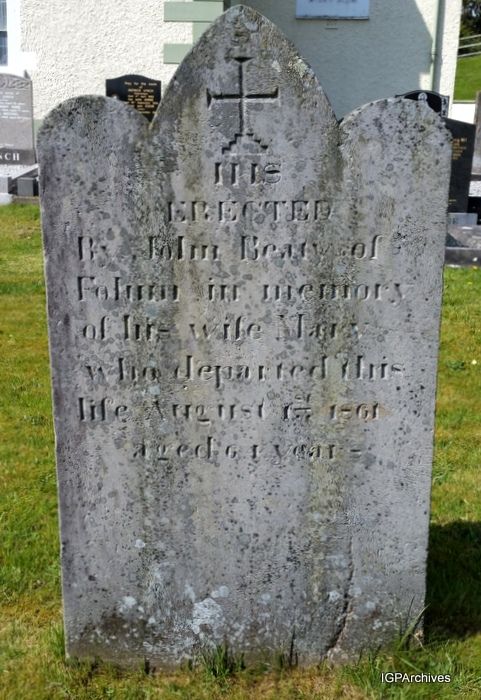 IHS
ERECTED
By John Beaty of
Folum in memory
of his wife Mary
who departed this
life August 1st 1861
aged 61 years
IGPArchives